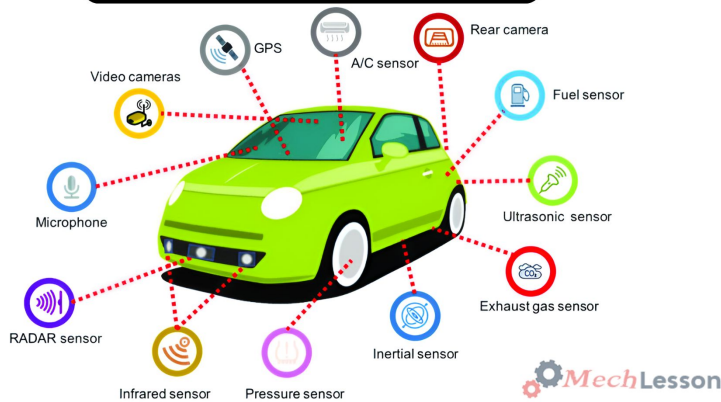 GPS
A/C sensor
Rear camera
Video cameras
Fuel sensor
Microphone
Ultrasonic sensor
CO₂
Exhaust gas sensor
RADAR sensor
Inertial sensor
Infrared sensor
Pressure sensor
MechLesson